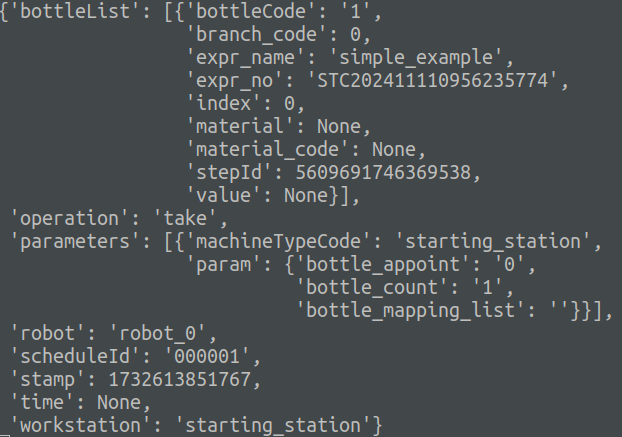 {'bottleList': [{'bottleCode': '1',
'branch_code': 0,
'expr_name': 'simple_example',
'expr_no': 'STC202411110956235774',
'index': 0,
'material': None,
'material_code': None,
'stepId': 5609691746369538,
'value': None}],
'operation': 'take',
'parameters': [{'machineTypeCode': 'starting_station',
'param': {'bottle_appoint': '0',
'bottle_count': '1',
'bottle_mapping_list': ''}}],
'robot': 'robot_0',
'scheduleId': '000001',
'stamp': 1732613851767,
'time': None,
'workstation': 'starting_station'}